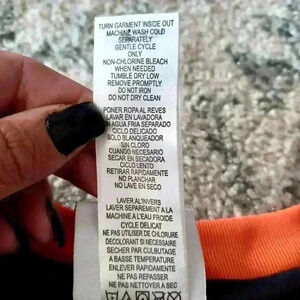 TURN GARMENT INSIDE OUT
MACHINE WASH COLD
SEPARATELY
GENTLE CYCLE
ONLY
NON-CHLORINE BLEACH
WHEN NEEDED
TUMBLE DRY LOW
REMOVE PROMPTLY
DO NOT IRON
DO NOT DRY CLEAN
PONER ROPA AL REVES
LAVAR EN LAVADORA
EN AGUA FRIA SEPARADO
CICLO DELICADO
SOLO BLANQUEADOR
SIN CLORO
CUANDO NECESARIO
SECAR EN SECADORA
CICLO LENTO
RETIRAR RAPIDAMENTE
NO PLANCHAR
NO LAVE EN SECO
LAVER AL'INVERS
LAVER SEPAREMENT A LA
MACHINE A L'EAU FROIDE
CYCLE DELICAT
NE PAS UTILISER DE CHLORURE
DECOLORANT SI NECESSAIRE
SECHER PAR CULBUTAGE
A BASSE TEMPERATURE
ENLEVER RAPIDEMENT
NE PAS REPASSER
NE PAS NETTOYER A SEC